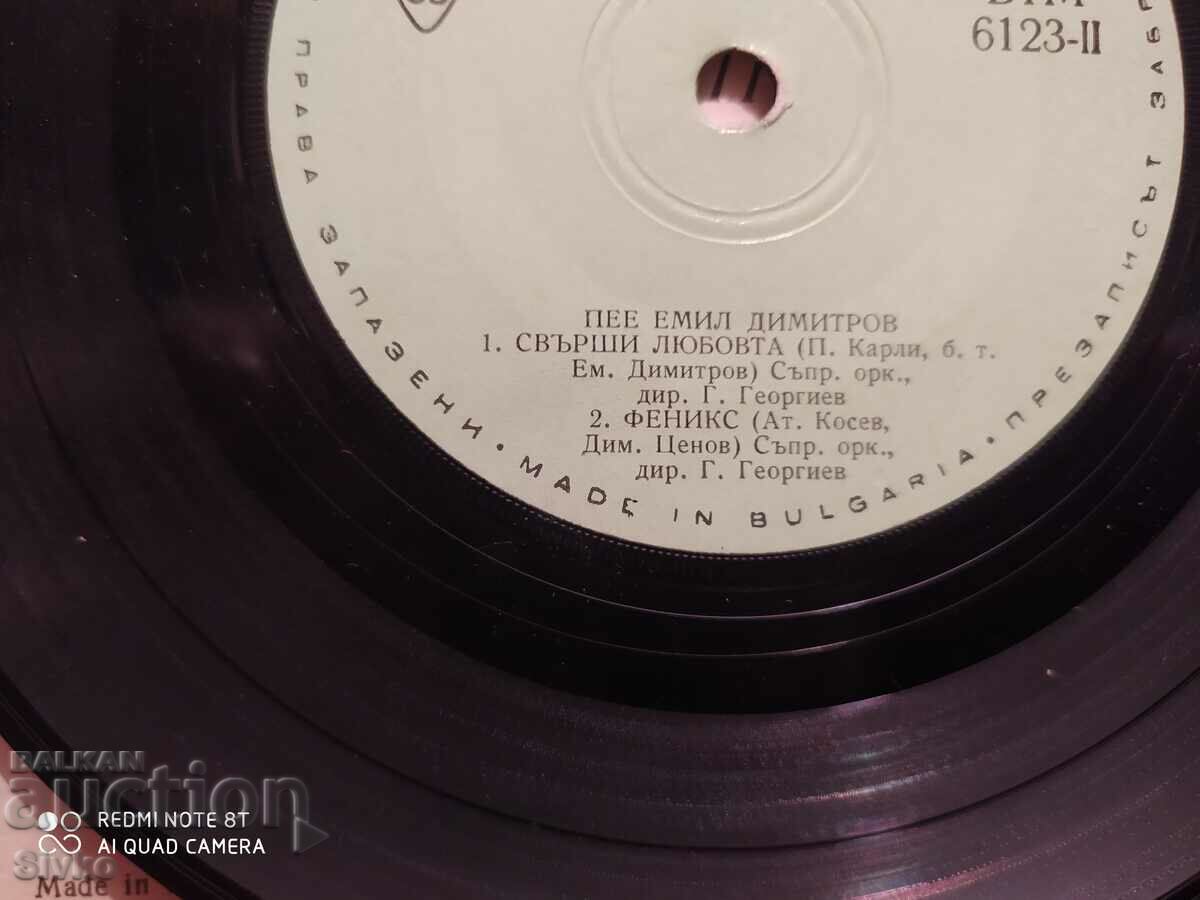 6123-II
ПРАВА ЗАПАЗЕНИ • MADE IN BULGARIA • ПРЕЗАПИСЪТ
ПЕЕ ЕМИЛ ДИМИТРОВ
1. СВЪРШИ ЛЮБОВТА (П. Карли, б. т.
Ем. Димитров) Съпр. орк.,
дир. Г. Георгиев
2. ФЕНИКС (Ат. Косев,
Дим. Ценов) Съпр. орк.,
дир. Г. Георгиев
BALKAN
auction
REDMI NOTE 8T
AI QUAD CAMERA
Sivko
Made in